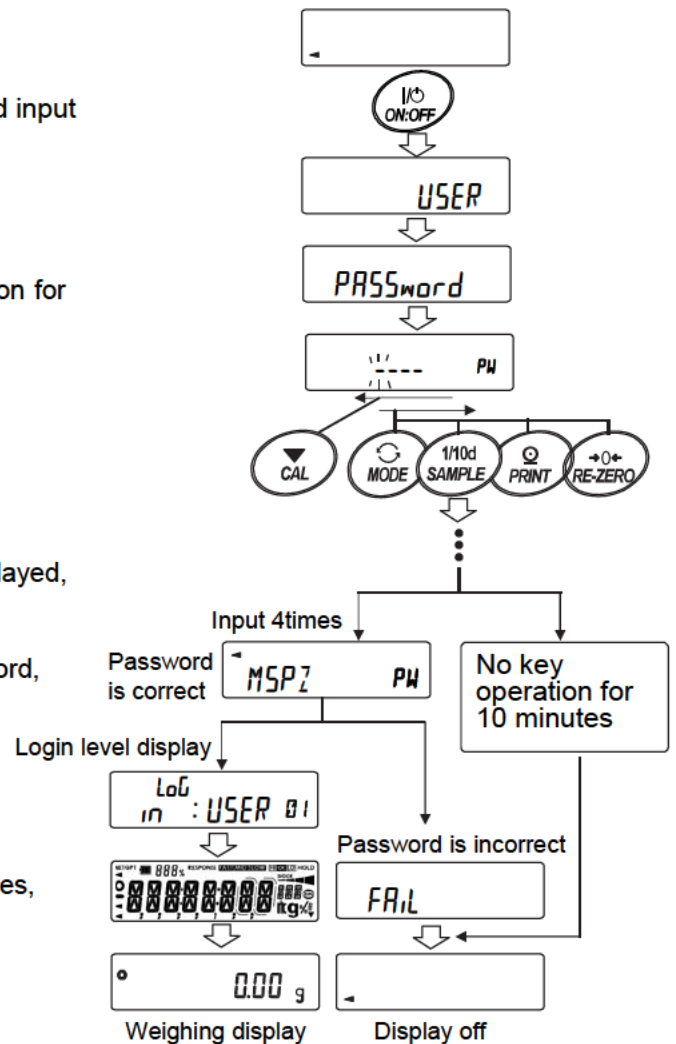 d input
ON:OFF
USER
on for
PASSword
---- PW
CAL
MODE
1/10d
SAMPLE
PRINT
→0←
RE-ZERO
layed,
Input 4times
ord,
Password
is correct
MSPZ PW
No key
operation for
10 minutes
Login level display
LoG
in : USER 01
Password is incorrect
es,
FAiL
0.00 g
Weighing display
Display off